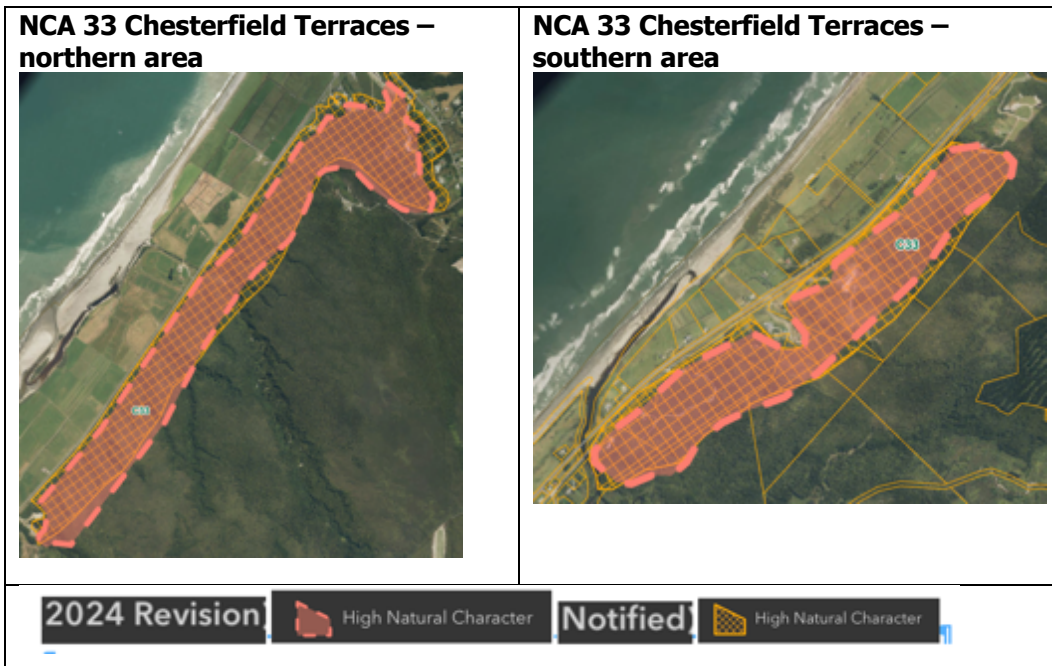 NCA 33 Chesterfield Terraces –
northern area
NCA 33 Chesterfield Terraces –
southern area
C33
C33
2024 Revision) High Natural Character Notified) High Natural Character ¶